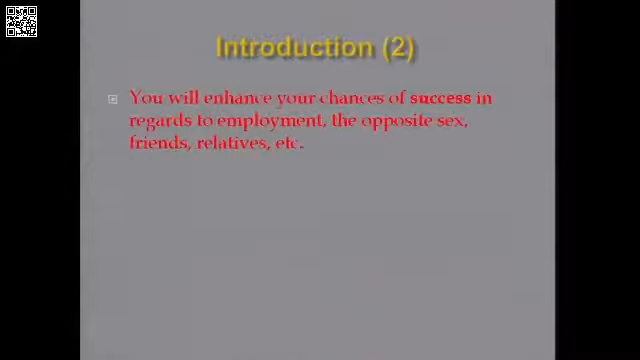 Introduction (2)
You will enhance your chances of success in
regards to employment, the opposite sex,
friends, relatives, etc.